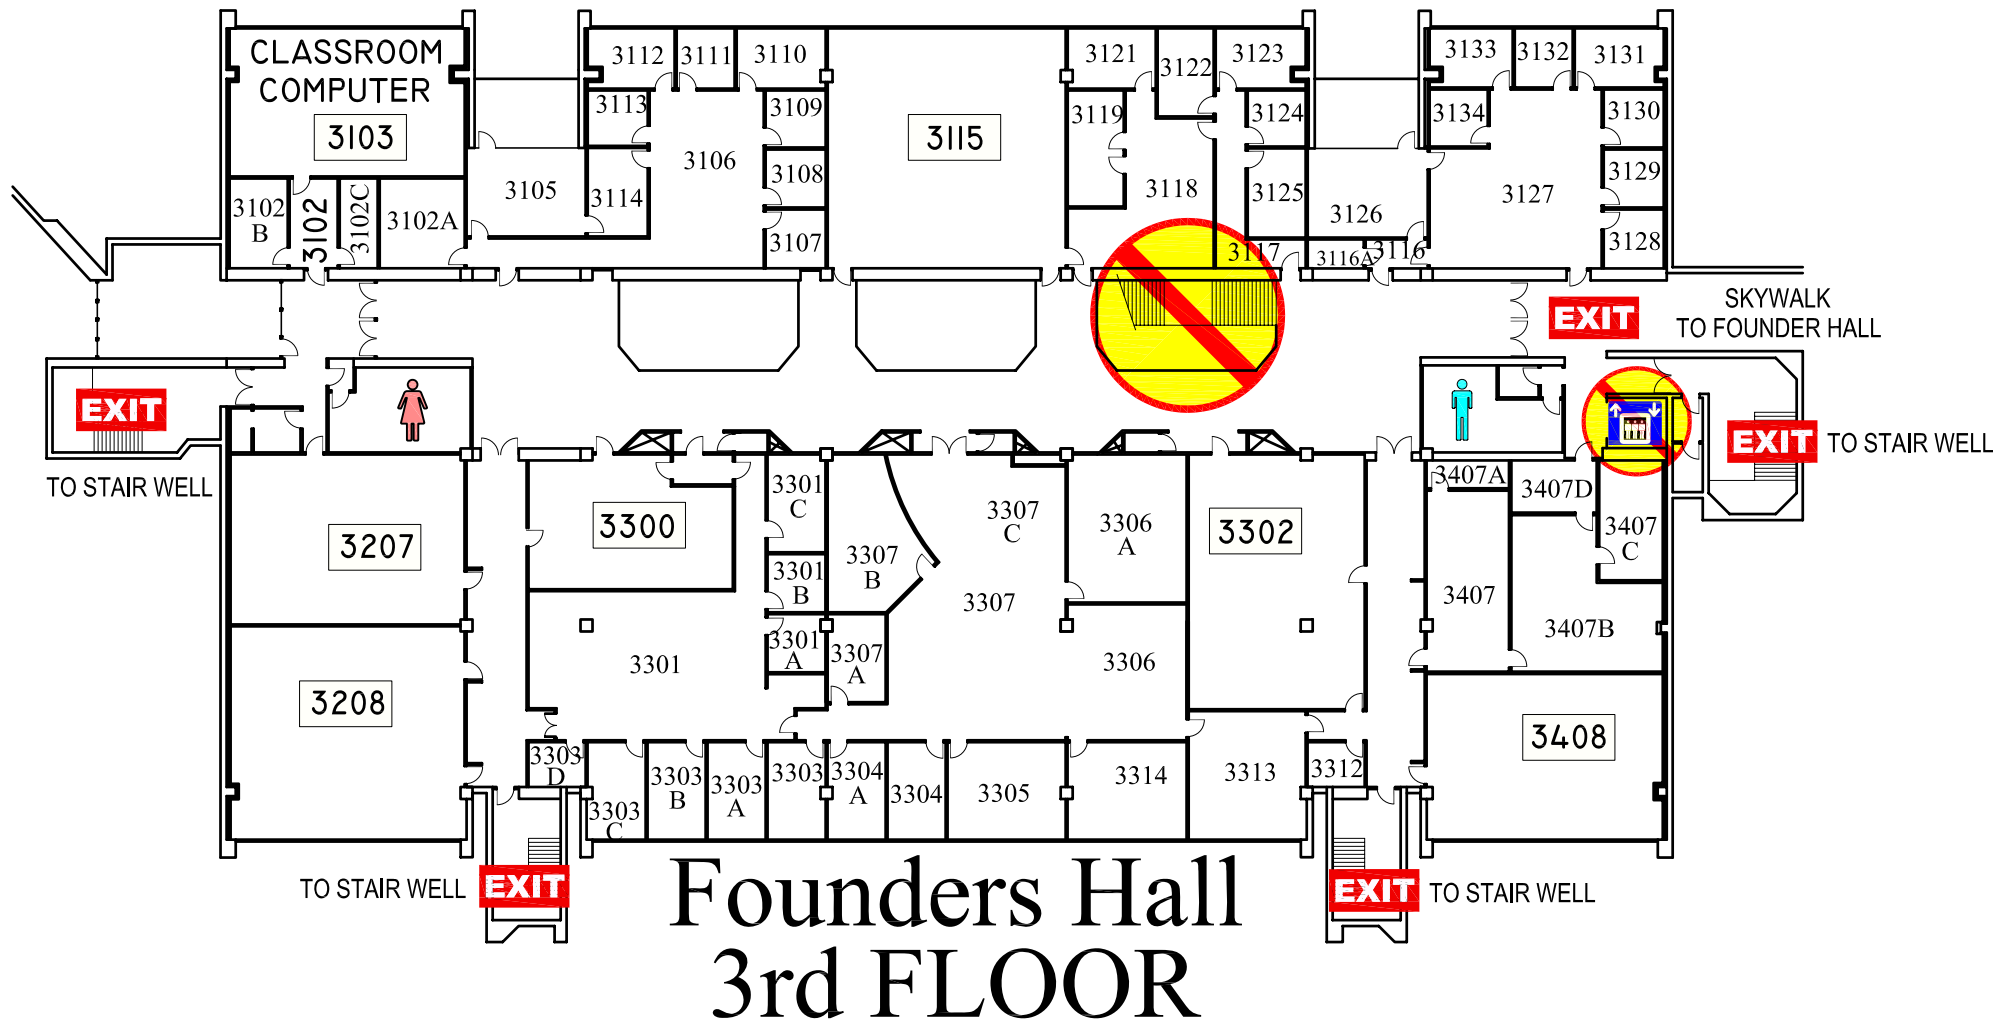 CLASSROOM
COMPUTER
3103
3102
B
3102
3102C
3102A
3105
3112
3111
3110
3113
3109
3106
3108
3114
3107
3115
3121
3122
3123
3119
3124
3118
3125
3117
3126
3116A
3116
3133
3132
3131
3134
3130
3129
3127
3128
EXIT
SKYWALK
TO FOUNDER HALL
EXIT
TO STAIR WELL
EXIT
TO STAIR WELL
3207
3208
3300
3301
C
3301
B
3301
A
3301
3307
B
3307
C
3307
3307
A
3306
A
3306
3302
3407A
3407D
3407
C
3407
3407B
3408
3303
D
3303
C
3303
B
3303
A
3303
3304
A
3304
3305
3314
3313
3312
TO STAIR WELL
EXIT
EXIT
TO STAIR WELL
Founders Hall
3rd FLOOR